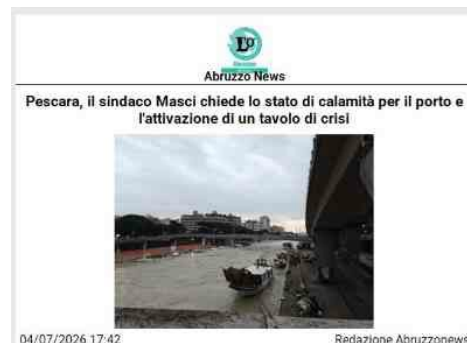 Lo
Abruzzo News
Pescara, il sindaco Masci chiede lo stato di calamità per il porto e
l'attivazione di un tavolo di crisi
04/07/2026 17:42
Redazione Abruzzonews